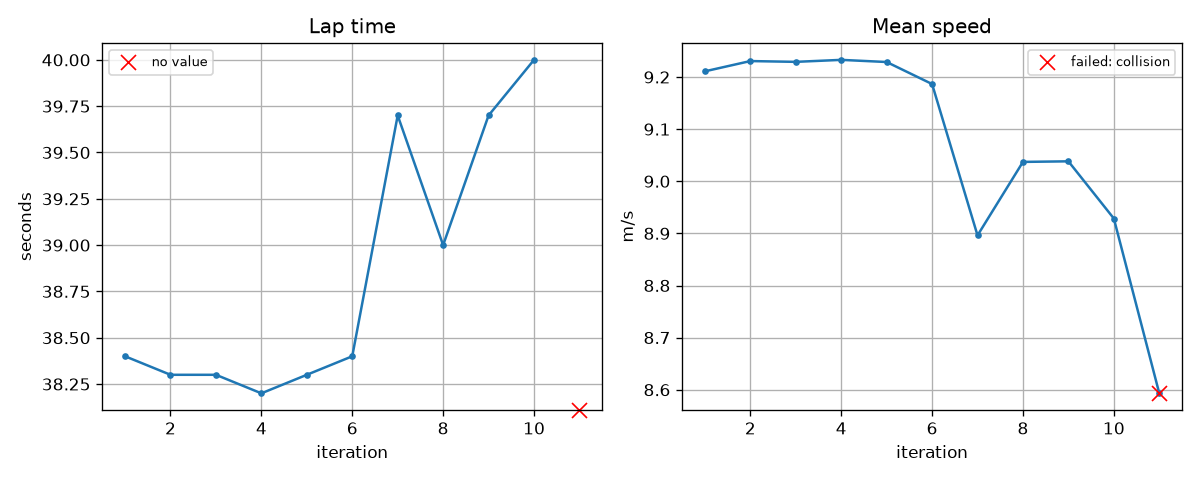 Lap time
no value
40.00
39.75
39.50
39.25
39.00
38.75
38.50
38.25
seconds
2 4 6 8 10
iteration
Mean speed
failed: collision
9.2
9.1
9.0
8.9
8.8
8.7
8.6
m/s
2 4 6 8 10
iteration